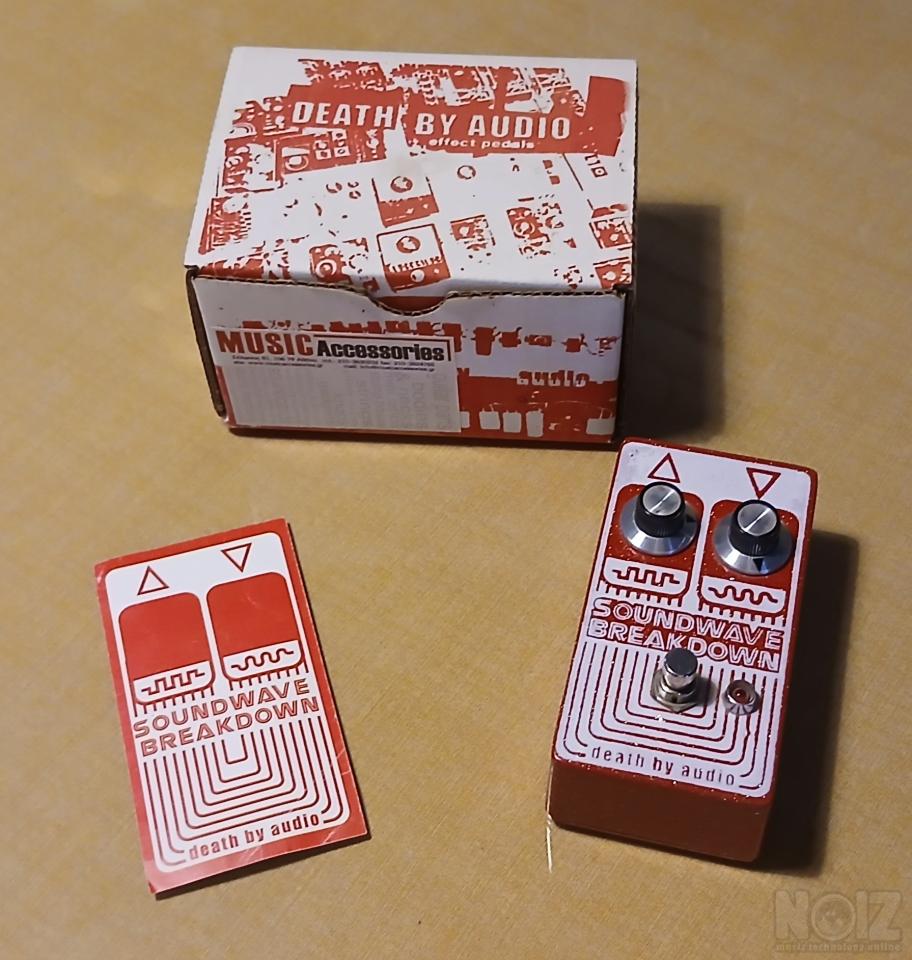 DEATH BY AUDIO
effect pedals
MUSIC Accessories
audio
SOUNDWAVE
BREAKDOWN
death by audio
SOUNDWAVE
BREAKDOWN
death by audio
NOIZ
music technology online